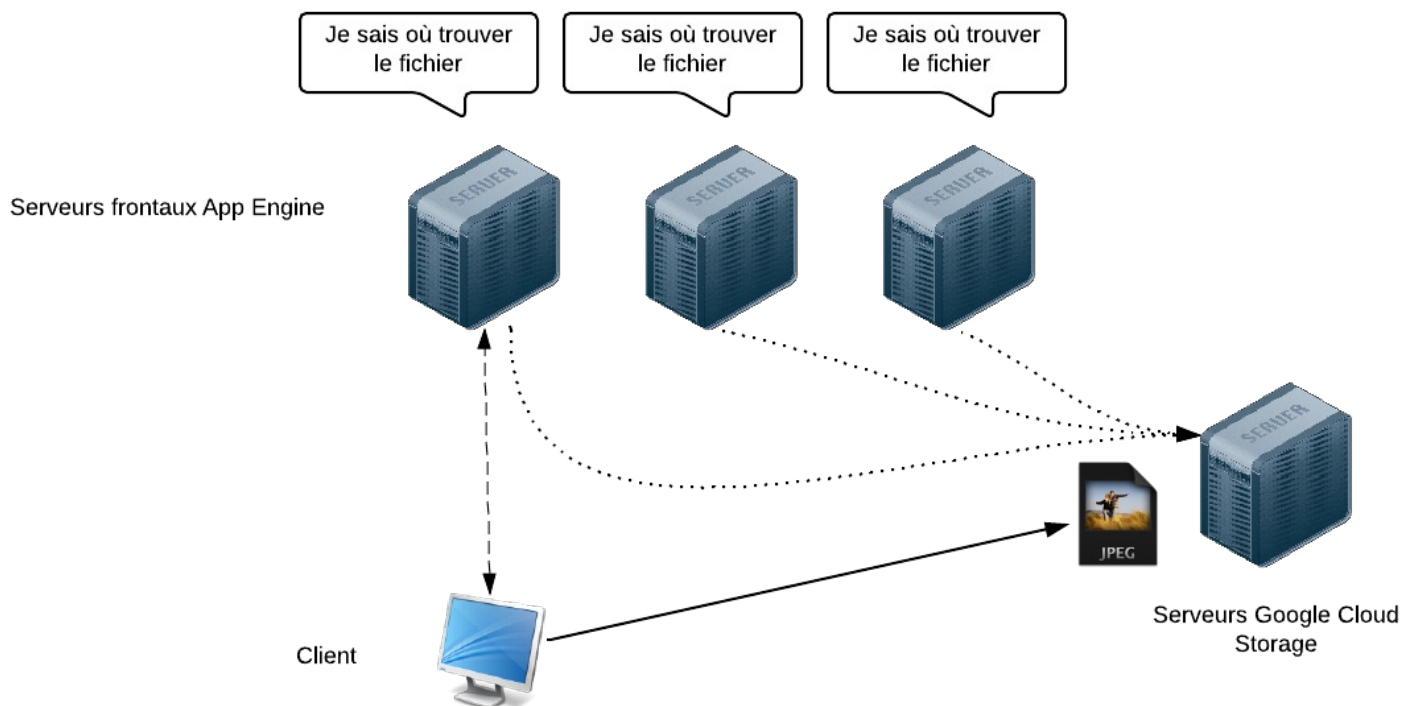 Je sais où trouver
le fichier
Je sais où trouver
le fichier
Je sais où trouver
le fichier
Serveurs frontaux App Engine
SERVER
SERVER
SERVER
SERVER
JPEG
Serveurs Google Cloud
Storage
Client